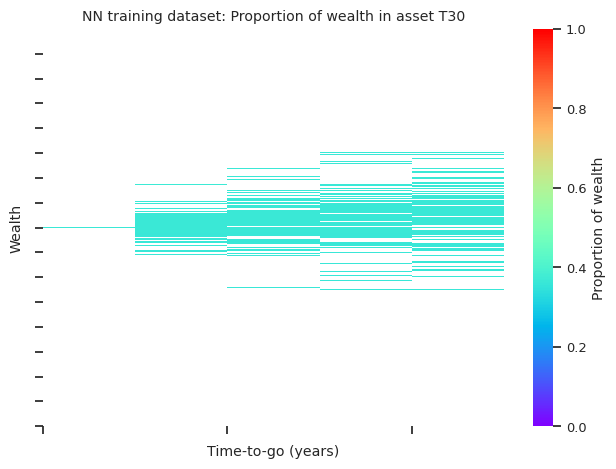 NN training dataset: Proportion of wealth in asset T30
1.0
0.8
0.6
0.4
0.2
0.0
Proportion of wealth
Wealth
Time-to-go (years)